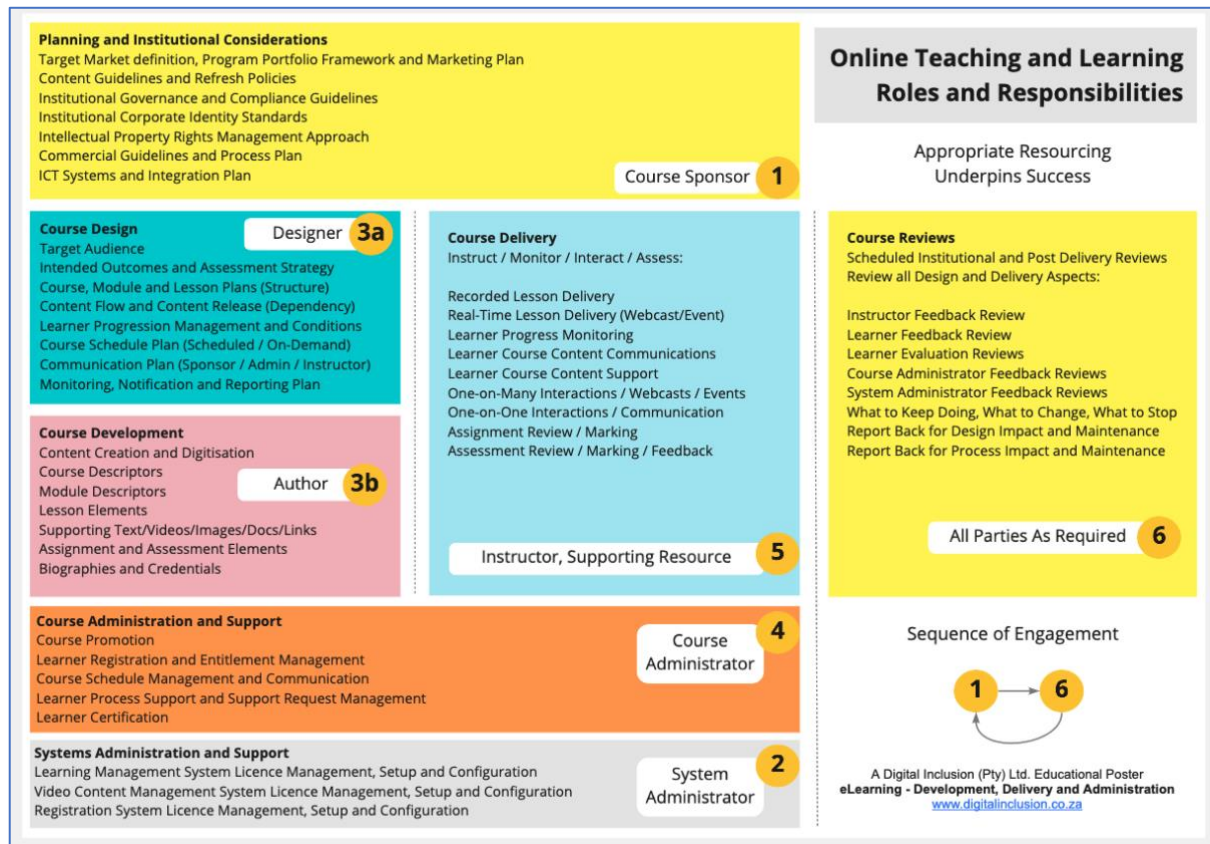 Planning and Institutional Considerations
Target Market definition, Program Portfolio Framework and Marketing Plan
Content Guidelines and Refresh Policies
Institutional Governance and Compliance Guidelines
Institutional Corporate Identity Standards
Intellectual Property Rights Management Approach
Commercial Guidelines and Process Plan
ICT Systems and Integration Plan
Course Sponsor 1
Online Teaching and Learning
Roles and Responsibilities
Appropriate Resourcing
Underpins Success
Course Design
Designer 3a
Target Audience
Intended Outcomes and Assessment Strategy
Course, Module and Lesson Plans (Structure)
Content Flow and Content Release (Dependency)
Learner Progression Management and Conditions
Course Schedule Plan (Scheduled / On-Demand)
Communication Plan (Sponsor / Admin / Instructor)
Monitoring, Notification and Reporting Plan
Course Development
Content Creation and Digitisation
Course Descriptors
Module Descriptors
Lesson Elements
Supporting Text/Videos/Images/Docs/Links
Assignment and Assessment Elements
Biographies and Credentials
Author 3b
Course Delivery
Instruct / Monitor / Interact / Assess:
Recorded Lesson Delivery
Real-Time Lesson Delivery (Webcast/Event)
Learner Progress Monitoring
Learner Course Content Communications
Learner Course Content Support
One-on-Many Interactions / Webcasts / Events
One-on-One Interactions / Communication
Assignment Review / Marking
Assessment Review / Marking / Feedback
Instructor, Supporting Resource 5
Course Reviews
Scheduled Institutional and Post Delivery Reviews
Review all Design and Delivery Aspects:
Instructor Feedback Review
Learner Feedback Review
Learner Evaluation Reviews
Course Administrator Feedback Reviews
System Administrator Feedback Reviews
What to Keep Doing, What to Change, What to Stop
Report Back for Design Impact and Maintenance
Report Back for Process Impact and Maintenance
All Parties As Required 6
Course Administration and Support
Course Promotion
Learner Registration and Entitlement Management
Course Schedule Management and Communication
Learner Process Support and Support Request Management
Learner Certification
Course
Administrator
4
Systems Administration and Support
Learning Management System Licence Management, Setup and Configuration
Video Content Management System Licence Management, Setup and Configuration
Registration System Licence Management, Setup and Configuration
System
Administrator
2
Sequence of Engagement
1 6
A Digital Inclusion (Pty) Ltd. Educational Poster
eLearning - Development, Delivery and Administration
www.digitalinclusion.co.za